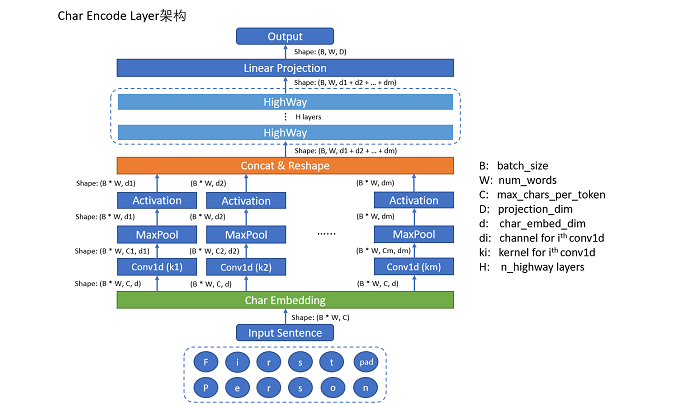 Char Encode Layer架构
Output
Shape: (B, W, D)
Linear Projection
Shape: (B, W, d1 + d2 + ... + dm)
HighWay
⋮ H layers
HighWay
Shape: (B, W, d1 + d2 + ... + dm)
Concat & Reshape
Shape: (B * W, d1) (B * W, d2) (B * W, dm)
Activation Activation Activation
Shape: (B * W, d1) (B * W, d2) (B * W, dm)
MaxPool MaxPool ...... MaxPool
Shape: (B * W, C1, d1) (B * W, C2, d2) (B * W, Cm, dm)
Conv1d (k1) Conv1d (k2) Conv1d (km)
Shape: (B * W, C, d) (B * W, C, d) (B * W, C, d)
Char Embedding
Shape: (B * W, C)
Input Sentence
F i r s t pad
P e r s o n
B: batch_size
W: num_words
C: max_chars_per_token
D: projection_dim
d: char_embed_dim
di: channel for iᵗʰ conv1d
ki: kernel for iᵗʰ conv1d
H: n_highway layers